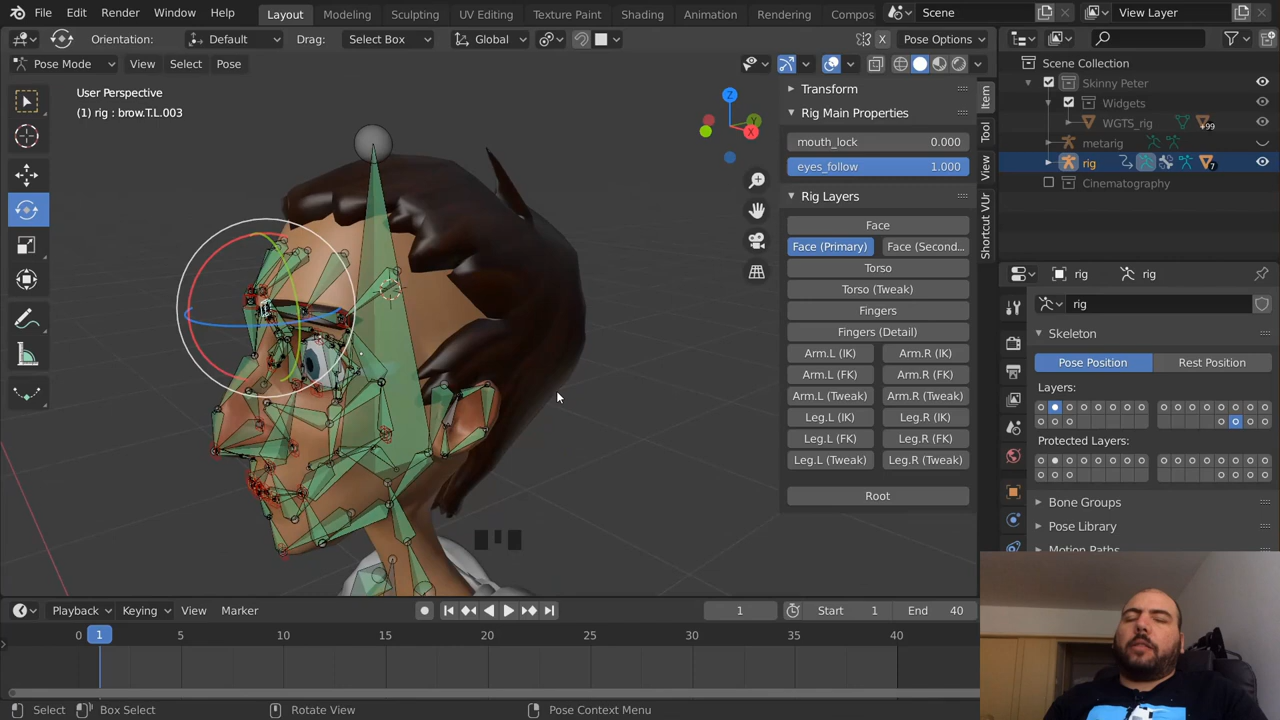 File Edit Render Window Help Layout Modeling Sculpting UV Editing Texture Paint Shading Animation Rendering Compos Scene View Layer
Orientation: Default Drag: Select Box Global Pose Options
Pose Mode View Select Pose
User Perspective
(1) rig : brow.T.L.003
Z
Y
X
Transform
Rig Main Properties
mouth_lock 0.000
eyes_follow 1.000
Rig Layers
Face
Face (Primary) Face (Second...
Torso
Torso (Tweak)
Fingers
Fingers (Detail)
Arm.L (IK) Arm.R (IK)
Arm.L (FK) Arm.R (FK)
Arm.L (Tweak) Arm.R (Tweak)
Leg.L (IK) Leg.R (IK)
Leg.L (FK) Leg.R (FK)
Leg.L (Tweak) Leg.R (Tweak)
Root
Item
Tool
View
Shortcut VUr
Scene Collection
Skinny Peter
Widgets
WGTS_rig +99
metarig
rig 7
Cinematography
rig rig
rig
Skeleton
Pose Position Rest Position
Layers:
Protected Layers:
Bone Groups
Pose Library
Motion Paths
Playback Keying View Marker 1 Start 1 End 40
0 1 5 10 15 20 25 30 35 40
Select Box Select Rotate View Pose Context Menu